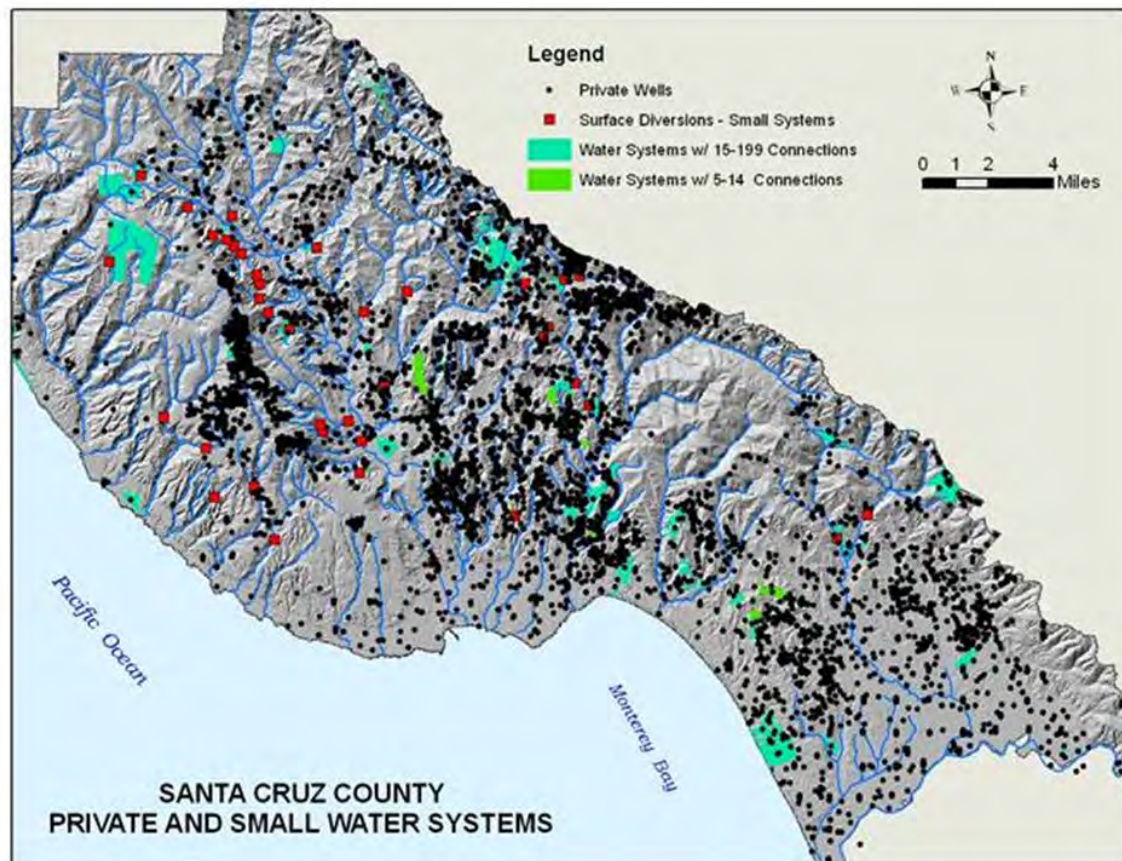 Legend
Private Wells
Surface Diversions - Small Systems
Water Systems w/ 15-199 Connections
Water Systems w/ 5-14 Connections
N
W E
S
0 1 2 4
Miles
Pacific Ocean
Monterey Bay
SANTA CRUZ COUNTY
PRIVATE AND SMALL WATER SYSTEMS